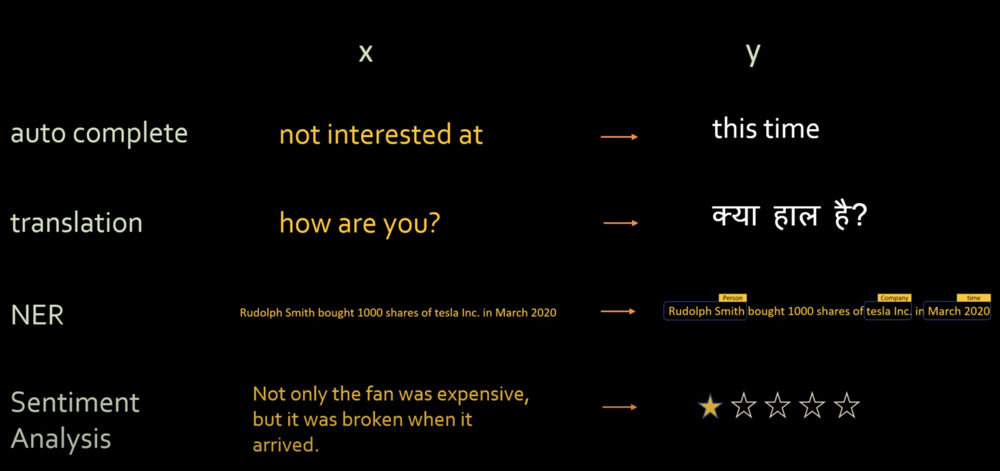 x
y
auto complete
not interested at
this time
translation
how are you?
क्या हाल है?
NER
Rudolph Smith bought 1000 shares of tesla Inc. in March 2020
Person
Company
time
Rudolph Smith bought 1000 shares of tesla Inc. in March 2020
Sentiment
Analysis
Not only the fan was expensive,
but it was broken when it
arrived.